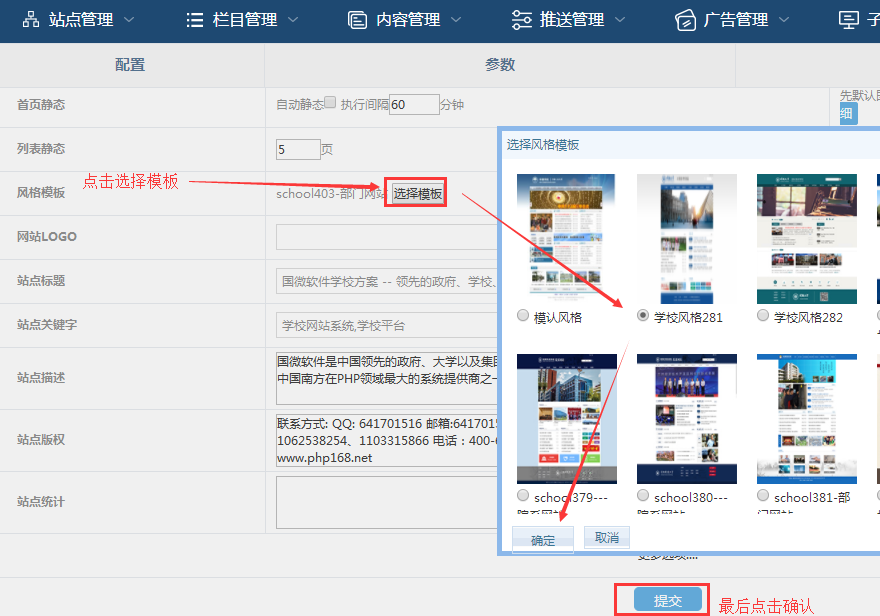 站点管理 栏目管理 内容管理 推送管理 广告管理 子
配置 参数
首页静态 自动静态 执行间隔 60 分钟
先默认
细
列表静态 5 页
风格模板 点击选择模板 school403-部门网站 选择模板
网站LOGO
站点标题 国微软件学校方案 -- 领先的政府、学校、
站点关键字 学校网站系统,学校平台
站点描述 国微软件是中国领先的政府、大学以及集团
中国南方在PHP领域最大的系统提供商之一
站点版权 联系方式: QQ: 641701516 邮箱:6417015
1062538254、1103315866 电话：400-6
www.php168.net
站点统计
选择风格模板
模认风格 学校风格281 学校风格282
school379--- school380--- school381-部
院系网站 院系网站 门网站
确定 取消
更多选项....
提交 最后点击确认